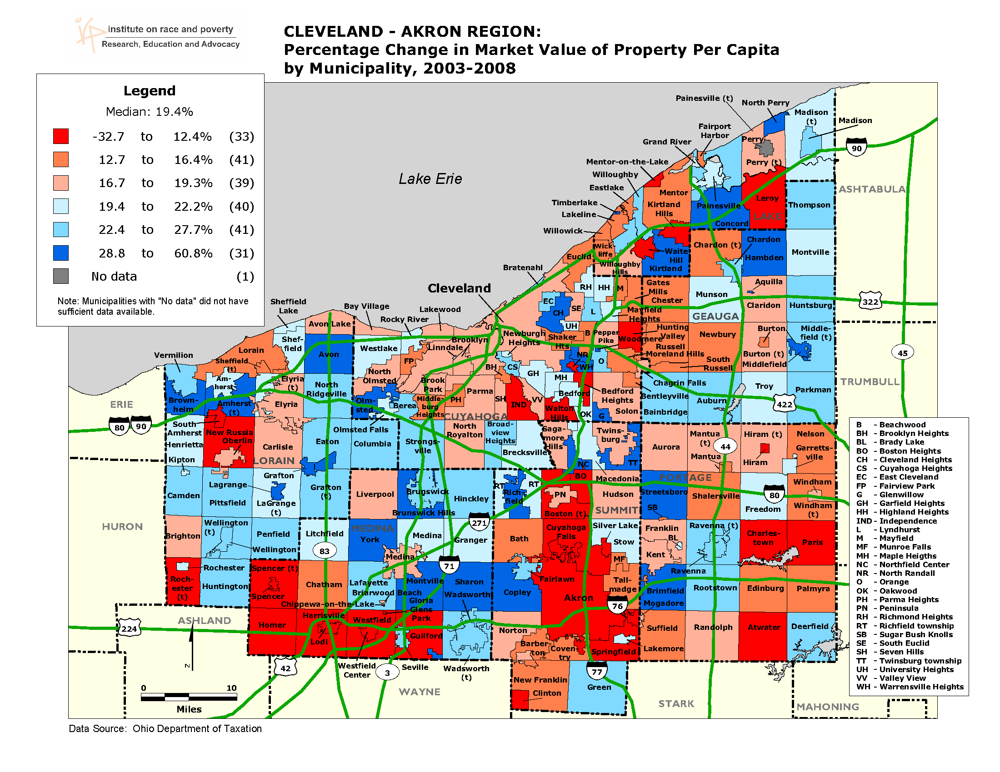 institute on race and poverty
Research, Education and Advocacy
CLEVELAND - AKRON REGION:
Percentage Change in Market Value of Property Per Capita
by Municipality, 2003-2008
Legend
Median: 19.4%
-32.7 to 12.4% (33)
12.7 to 16.4% (41)
16.7 to 19.3% (39)
19.4 to 22.2% (40)
22.4 to 27.7% (41)
28.8 to 60.8% (31)
No data (1)
Note: Municipalities with "No data" did not have
sufficient data available.
Lake Erie
Painesville (t)
North Perry
Madison
(t)
Madison
Fairport
Harbor
Grand River
Perry
Perry (t)
90
Mentor-on-the-Lake
Willoughby
Eastlake
Timberlake
Lakeline
Willowick
Mentor
Kirtland
Hills
Painesville
Leroy
LAKE
Concord
Thompson
ASHTABULA
Wick
liffe
Euclid
Willoughby
Hills
Waite
Hill
Kirtland
Chardon (t)
Chardon
Hambden
Montville
Bratenahl
Cleveland
RH
HH
M
Gates
Mills
Chester
Munson
Aquilla
Claridon
Huntsburg
322
EC
CH
SE
L
UH
Mayfield
Heights
GEAUGA
Sheffield
Lake
Bay Village
Rocky River
Lakewood
Avon Lake
Shef-
field
Avon
Westlake
Brooklyn
Linndale
Newburgh
Heights
Shaker
Hts
B
Pepper
Pike
Woodmere
Hunting
Valley
Russell
Moreland Hills
South
Russell
Newbury
Burton
Burton (t)
Middlefield
Middle-
field (t)
45
Vermilion
Lorain
Sheffield
(t)
FP
North
Olmsted
BH
CS
GH
NR
WH
O
MH
Bedford
Am-
herst
Elyria
(t)
North
Ridgeville
Brook
Park
Parma
PH
SH
IND
VV
Walton
Hills
OK
G
Bedford
Heights
Solon
Chagrin Falls
Bentleyville
Bainbridge
Auburn
Troy
Parkman
422
TRUMBULL
ERIE
80
90
Brown-
helm
Amherst
(t)
Elyria
Olm-
sted
Berea
Middle-
burg
Heights
CUYAHOGA
South
Amherst
Henrietta
Kipton
New Russia
Oberlin
Carlisle
LORAIN
Eaton
Olmsted Falls
Columbia
Strongs-
ville
North
Royalton
Broad-
view
Heights
Brecksville
Saga-
more
Hills
Twins-
burg
TT
NC
Macedonia
Aurora
Mantua
(t)
44
Mantua
Hiram (t)
Hiram
Nelson
Garretts-
ville
Camden
Lagrange
Pittsfield
Grafton
LaGrange
(t)
Grafton
(t)
Liverpool
Brunswick
Brunswick Hills
Hinckley
RT
RT
Rich-
field
BO
PN
Boston (t)
Hudson
SUMMIT
PORTAGE
Streetsboro
SB
Shalersville
80
Freedom
Windham
Windham
(t)
HURON
Brighton
Wellington
(t)
Penfield
Wellington
Litchfield
83
MEDINA
York
Medina
Medina
Granger
271
71
Bath
Cuyahoga
Falls
Silver Lake
Stow
MF
Franklin
BL
Kent
Ravenna (t)
Ravenna
Charles-
town
Paris
Rochester
Roch-
ester
(t)
Huntington
Spencer (t)
Spencer
Chatham
Lafayette
Briarwood Beach
Chippewa-on-the-Lake
Montville
Gloria
Glens
Park
Sharon
Wadsworth
Copley
Fairlawn
Akron
Tall-
madge
76
Brimfield
Mogadore
Rootstown
Edinburg
Palmyra
ASHLAND
224
Homer
Harrisville
Lodi
Westfield
Guilford
Norton
Barber-
ton
Coven-
try
Springfield
Lakemore
Suffield
Randolph
Atwater
Deerfield
N
42
Westfield
Center
3
Seville
Wadsworth
(t)
WAYNE
New Franklin
Clinton
Green
77
STARK
MAHONING
0 10
Miles
B - Beachwood
BH - Brooklyn Heights
BL - Brady Lake
BO - Boston Heights
CH - Cleveland Heights
CS - Cuyahoga Heights
EC - East Cleveland
FP - Fairview Park
G - Glenwillow
GH - Garfield Heights
HH - Highland Heights
IND - Independence
L - Lyndhurst
M - Mayfield
MF - Munroe Falls
MH - Maple Heigths
NC - Northfield Center
NR - North Randall
O - Orange
OK - Oakwood
PH - Parma Heights
PN - Peninsula
RH - Richmond Heights
RT - Richfield township
SB - Sugar Bush Knolls
SE - South Euclid
SH - Seven Hills
TT - Twinsburg township
UH - University Heights
VV - Valley View
WH - Warrensville Heights
Data Source: Ohio Department of Taxation